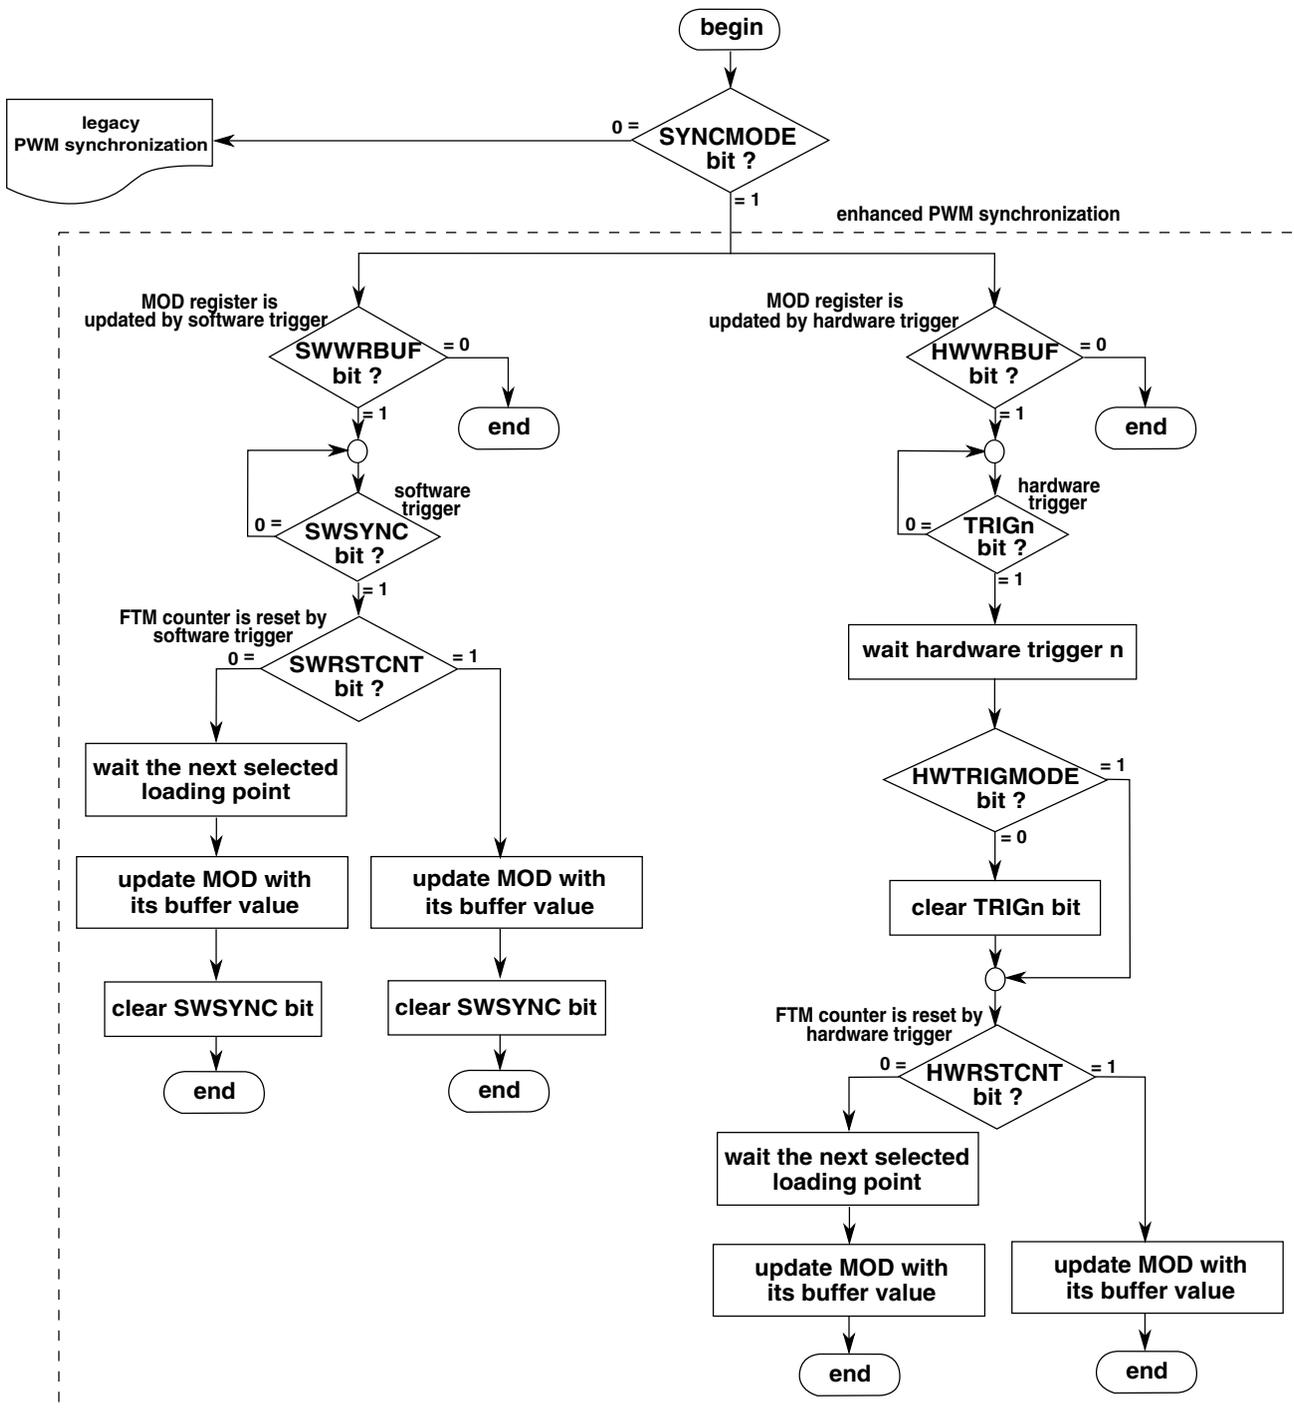 begin
SYNCMODE
bit ?
0 =
legacy
PWM synchronization
= 1
enhanced PWM synchronization
MOD register is
updated by software trigger
SWWRBUF
bit ?
= 0
end
= 1
software
trigger
SWSYNC
bit ?
0 =
= 1
FTM counter is reset by
software trigger
SWRSTCNT
bit ?
0 =
= 1
wait the next selected
loading point
update MOD with
its buffer value
clear SWSYNC bit
end
update MOD with
its buffer value
clear SWSYNC bit
end
MOD register is
updated by hardware trigger
HWWRBUF
bit ?
= 0
end
= 1
hardware
trigger
TRIGn
bit ?
0 =
= 1
wait hardware trigger n
HWTRIGMODE
bit ?
= 1
= 0
clear TRIGn bit
FTM counter is reset by
hardware trigger
HWRSTCNT
bit ?
0 =
= 1
wait the next selected
loading point
update MOD with
its buffer value
end
update MOD with
its buffer value
end